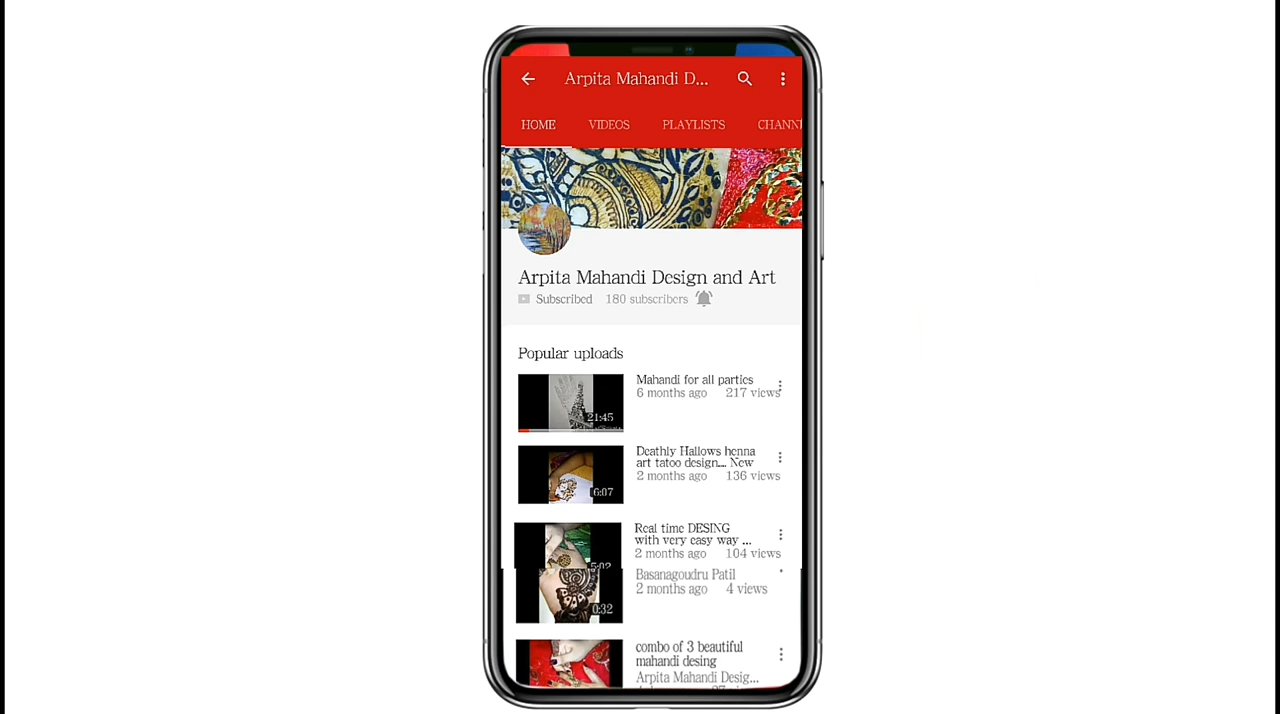 Arpita Mahandi D...
HOME VIDEOS PLAYLISTS CHANN
Arpita Mahandi Design and Art
Subscribed 180 subscribers
Popular uploads
Mahandi for all parties
6 months ago 217 views
21:45
Deathly Hallows henna
art tatoo design.... New
2 months ago 136 views
6:07
Real time DESING
with very easy way ...
2 months ago 104 views
5:02
Basanagoudru Patil
2 months ago 4 views
0:32
combo of 3 beautiful
mahandi desing
Arpita Mahandi Desig...